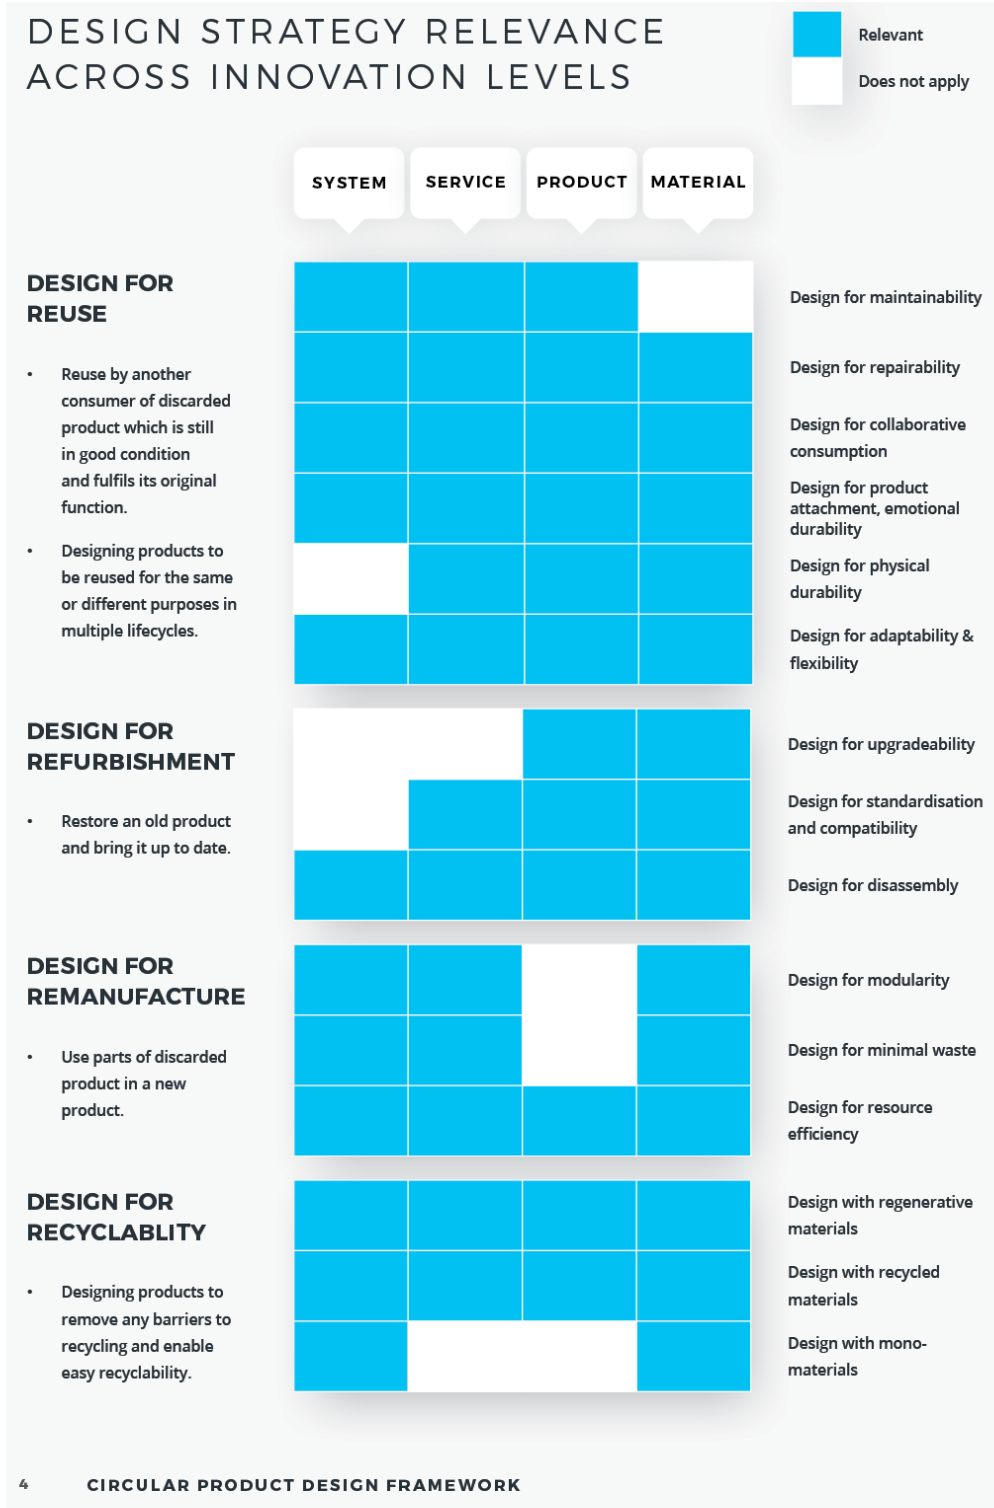 DESIGN STRATEGY RELEVANCE
ACROSS INNOVATION LEVELS
Relevant
Does not apply
SYSTEM
SERVICE
PRODUCT
MATERIAL
DESIGN FOR
REUSE
• Reuse by another
consumer of discarded
product which is still
in good condition
and fulfils its original
function.
• Designing products to
be reused for the same
or different purposes in
multiple lifecycles.
Design for maintainability
Design for repairability
Design for collaborative
consumption
Design for product
attachment, emotional
durability
Design for physical
durability
Design for adaptability &
flexibility
DESIGN FOR
REFURBISHMENT
• Restore an old product
and bring it up to date.
Design for upgradeability
Design for standardisation
and compatibility
Design for disassembly
DESIGN FOR
REMANUFACTURE
• Use parts of discarded
product in a new
product.
Design for modularity
Design for minimal waste
Design for resource
efficiency
DESIGN FOR
RECYCLABLITY
• Designing products to
remove any barriers to
recycling and enable
easy recyclability.
Design with regenerative
materials
Design with recycled
materials
Design with mono-
materials
4
CIRCULAR PRODUCT DESIGN FRAMEWORK